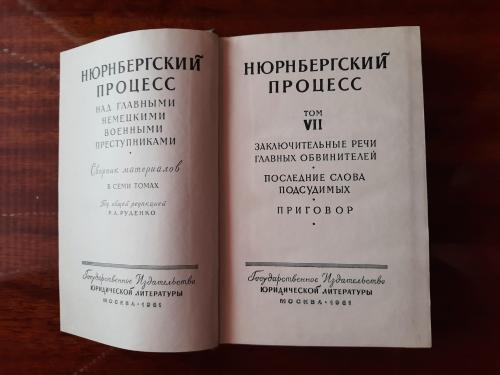 НЮРНБЕРГСКИЙ
ПРОЦЕСС
НАД ГЛАВНЫМИ
НЕМЕЦКИМИ
ВОЕННЫМИ
ПРЕСТУПНИКАМИ
Сборник материалов
В СЕМИ ТОМАХ
Под общей редакцией
Р. А. РУДЕНКО
Государственное Издательство
ЮРИДИЧЕСКОЙ ЛИТЕРАТУРЫ
МОСКВА · 1961
НЮРНБЕРГСКИЙ
ПРОЦЕСС
ТОМ
VII
ЗАКЛЮЧИТЕЛЬНЫЕ РЕЧИ
ГЛАВНЫХ ОБВИНИТЕЛЕЙ
ПОСЛЕДНИЕ СЛОВА
ПОДСУДИМЫХ
ПРИГОВОР
Государственное Издательство
ЮРИДИЧЕСКОЙ ЛИТЕРАТУРЫ
МОСКВА · 1961